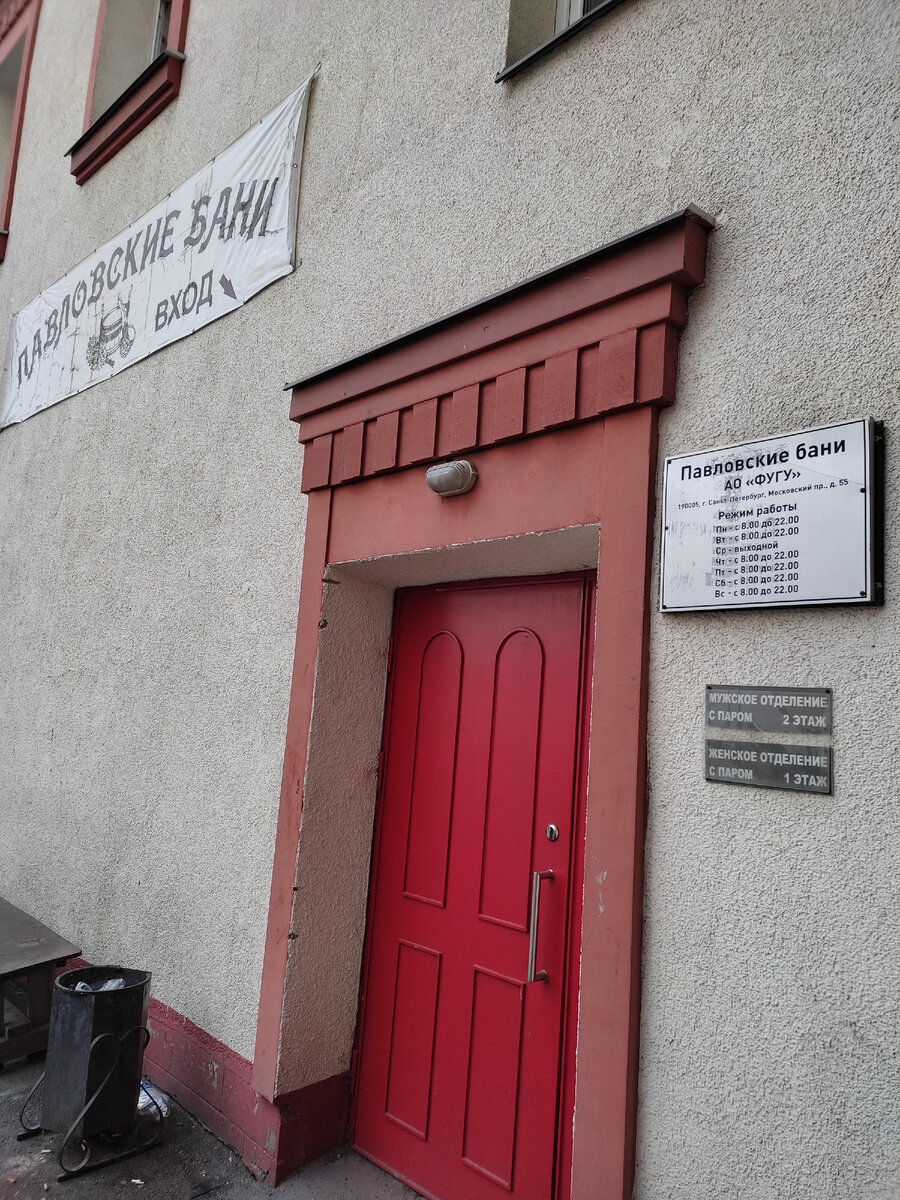 ПАВЛОВСКИЕ БАНИ
ВХОД
Павловские бани
АО «ФУГУ»
190005, г. Санкт-Петербург, Московский пр., д. 55
Режим работы
Пн - с 8.00 до 22.00
Вт - с 8.00 до 22.00
Ср - выходной
Чт - с 8.00 до 22.00
Пт - с 8.00 до 22.00
Сб - с 8.00 до 22.00
Вс - с 8.00 до 22.00
МУЖСКОЕ ОТДЕЛЕНИЕ
С ПАРОМ 2 ЭТАЖ
ЖЕНСКОЕ ОТДЕЛЕНИЕ
С ПАРОМ 1 ЭТАЖ